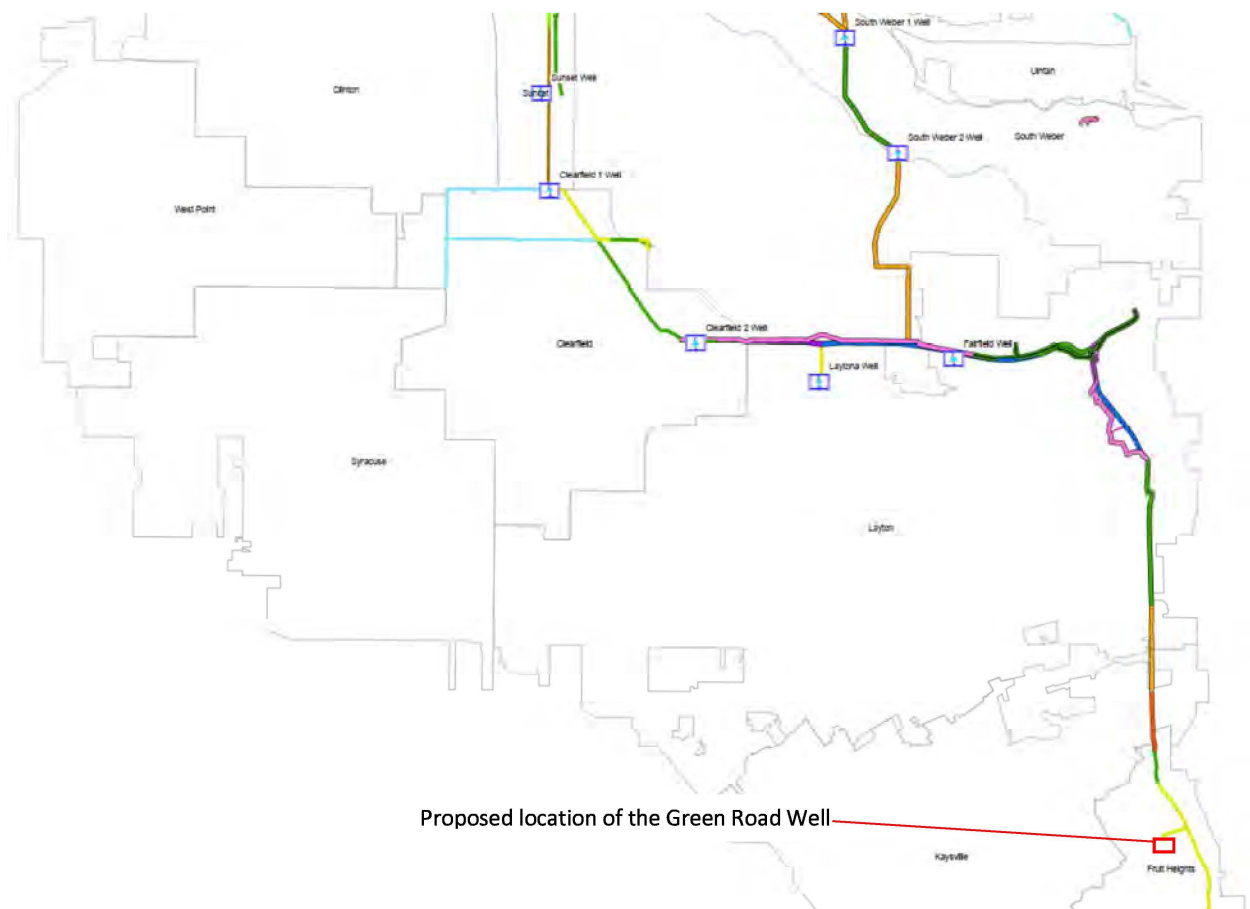 South Weber 1 Well
Uintah
Sunset Well
Clinton
Sunset
South Weber 2 Well
South Weber
Clearfield 1 Well
West Point
Clearfield 2 Well
Clearfield
Fairfield Well
Laytona Well
Syracuse
Layton
Proposed location of the Green Road Well
Kaysville
Fruit Heights